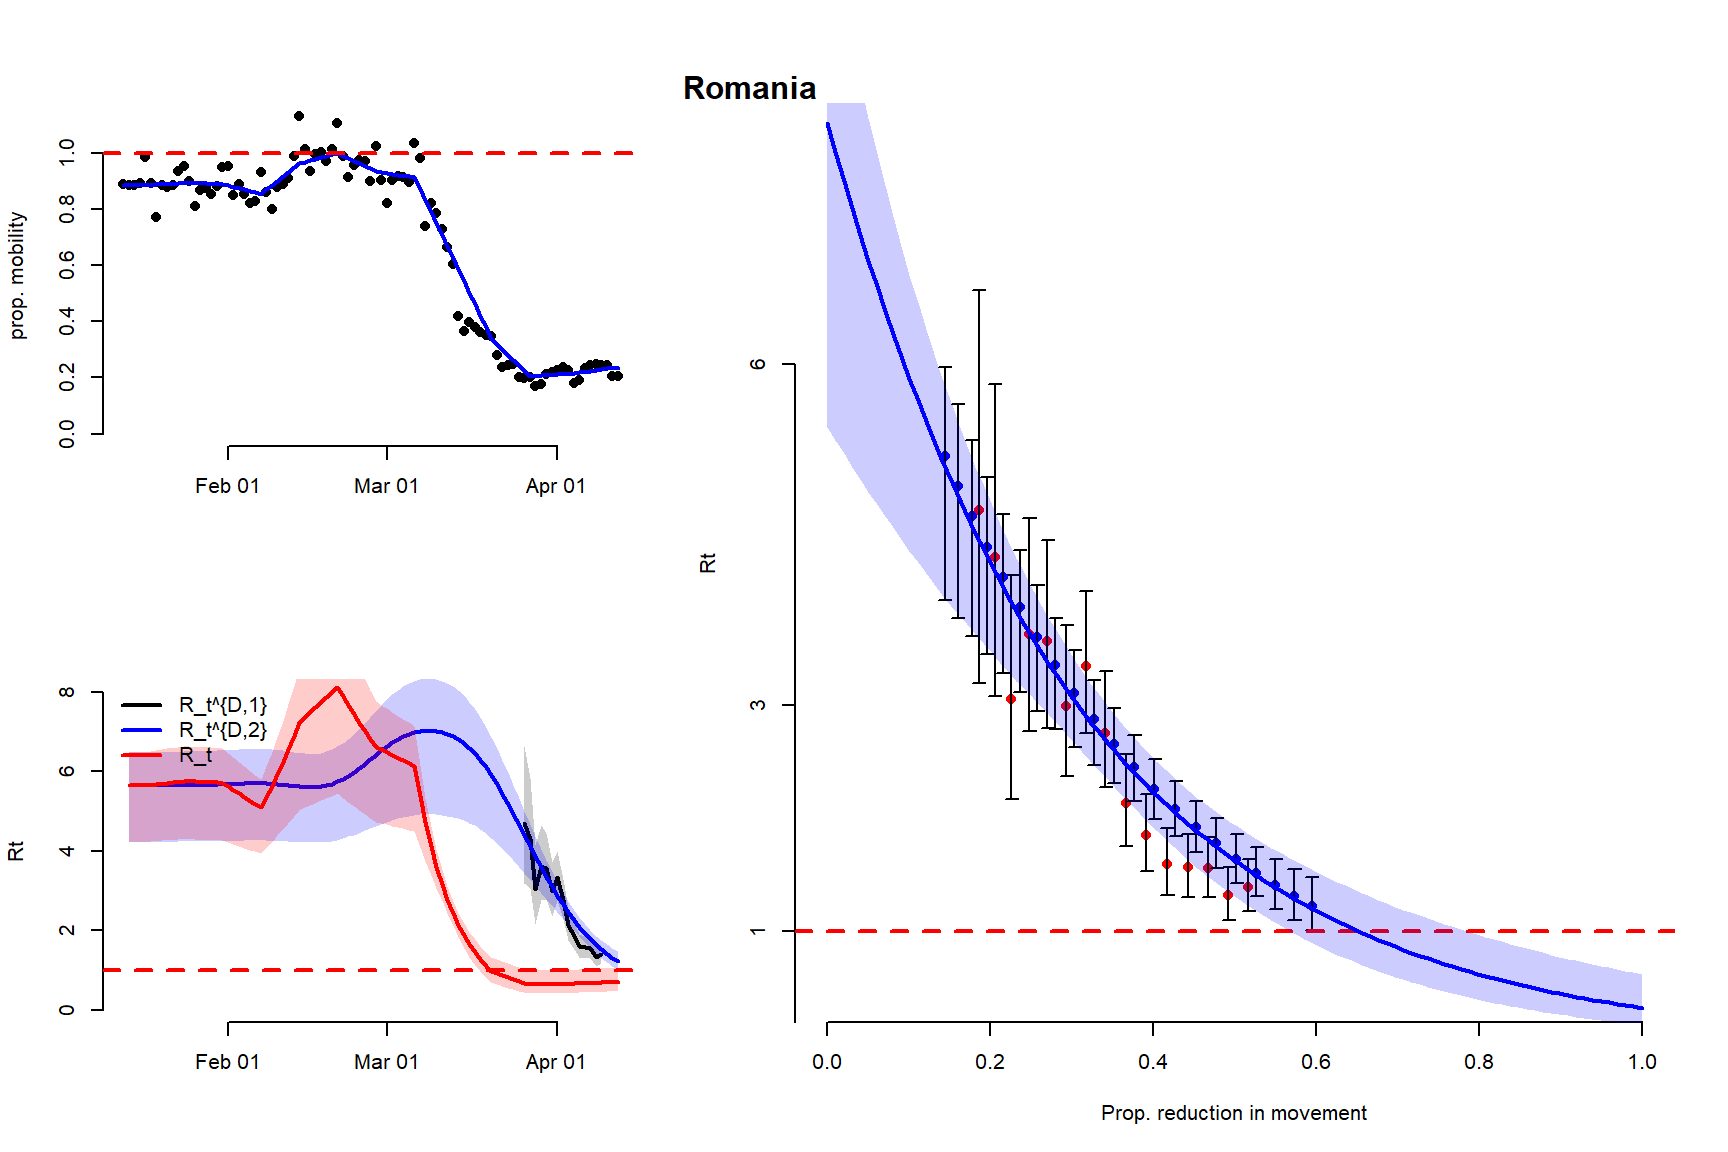 Romania
prop. mobility
0.0 0.2 0.4 0.6 0.8 1.0
Feb 01 Mar 01 Apr 01
Rt
0 2 4 6 8
R_t^{D,1}
R_t^{D,2}
R_t
Feb 01 Mar 01 Apr 01
Rt
1 3 6
0.0 0.2 0.4 0.6 0.8 1.0
Prop. reduction in movement